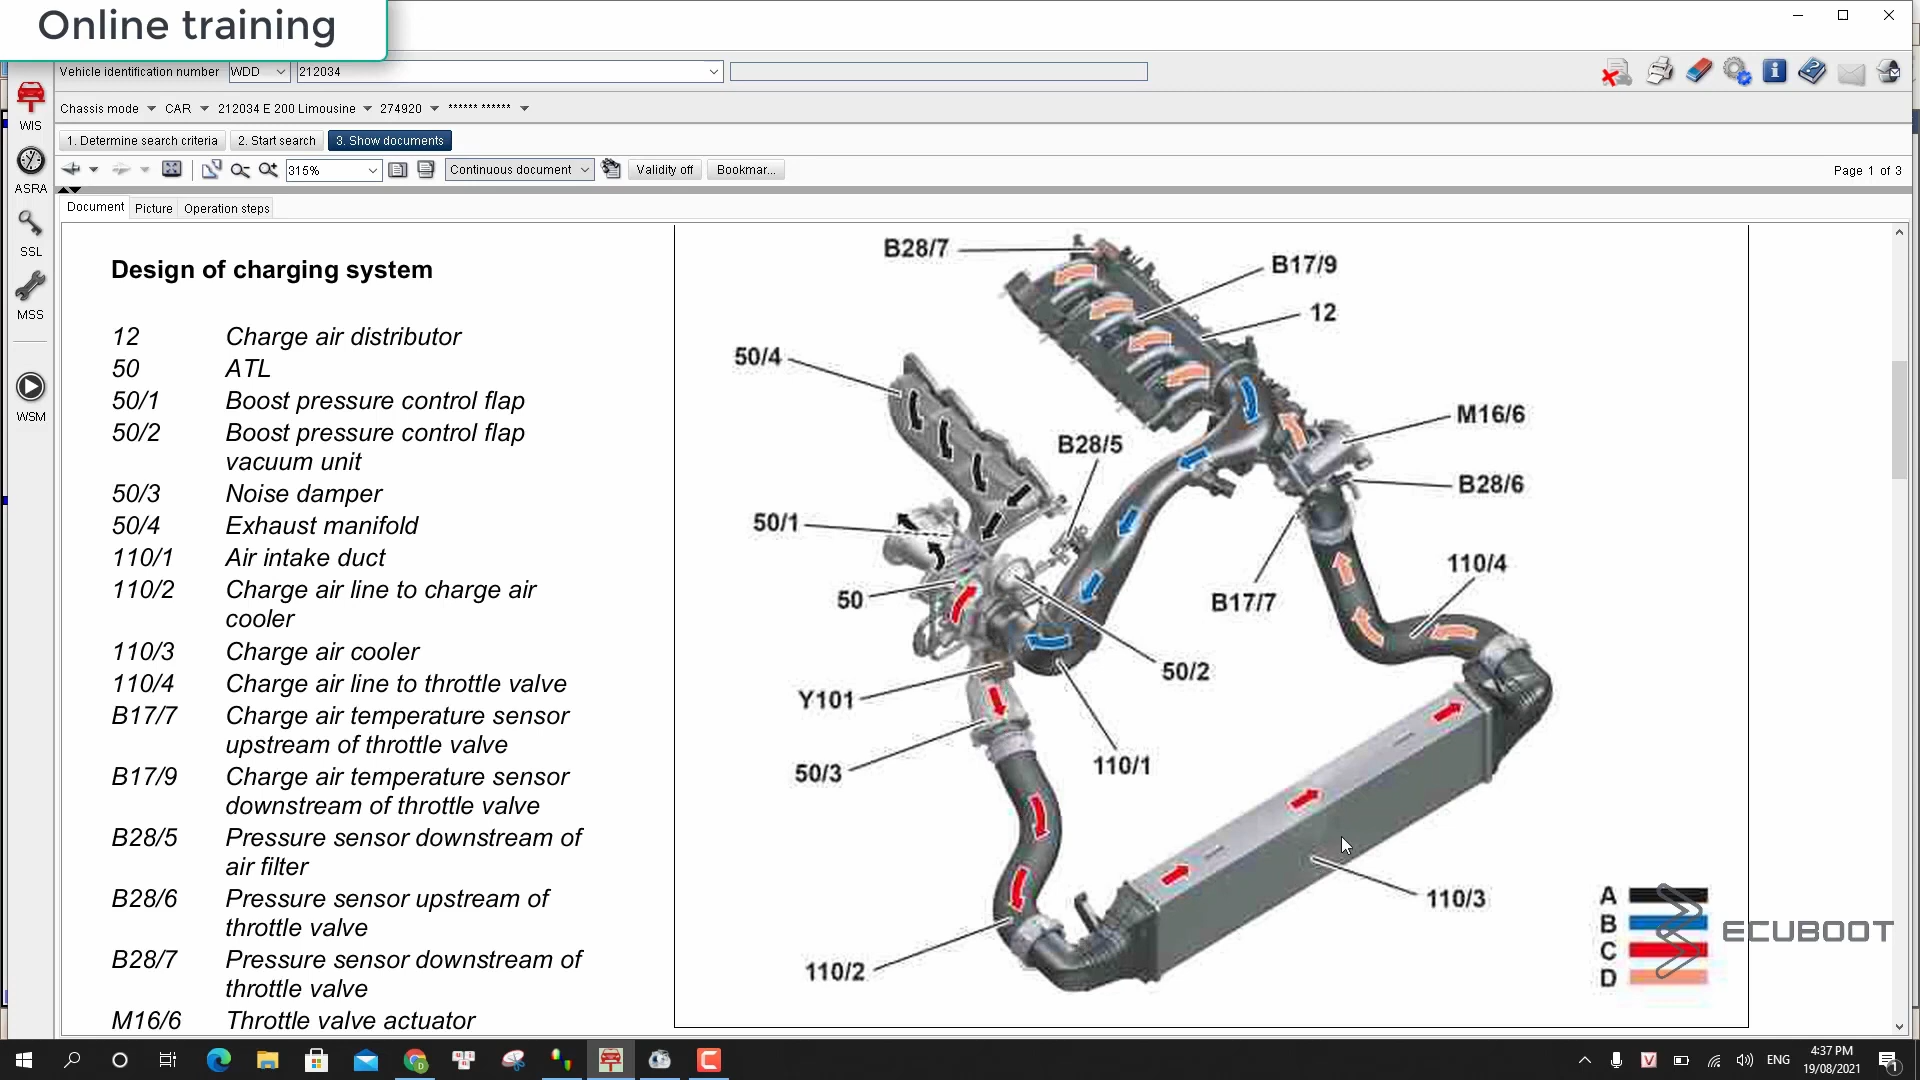 Online training
Vehicle identification number WDD 212034
Chassis mode CAR 212034 E 200 Limousine 274920 ****** ******
WIS
ASRA
SSL
MSS
WSM
1. Determine search criteria 2. Start search 3. Show documents
315% Continuous document Validity off Bookmar... Page 1 of 3
Document Picture Operation steps
Design of charging system
12 Charge air distributor
50 ATL
50/1 Boost pressure control flap
50/2 Boost pressure control flap
vacuum unit
50/3 Noise damper
50/4 Exhaust manifold
110/1 Air intake duct
110/2 Charge air line to charge air
cooler
110/3 Charge air cooler
110/4 Charge air line to throttle valve
B17/7 Charge air temperature sensor
upstream of throttle valve
B17/9 Charge air temperature sensor
downstream of throttle valve
B28/5 Pressure sensor downstream of
air filter
B28/6 Pressure sensor upstream of
throttle valve
B28/7 Pressure sensor downstream of
throttle valve
M16/6 Throttle valve actuator
B28/7
B17/9
12
50/4
M16/6
B28/5
B28/6
50/1
110/4
50
B17/7
50/2
Y101
110/1
50/3
110/3
110/2
A
B
C
D
ECUBOOT
ENG
4:37 PM
19/08/2021